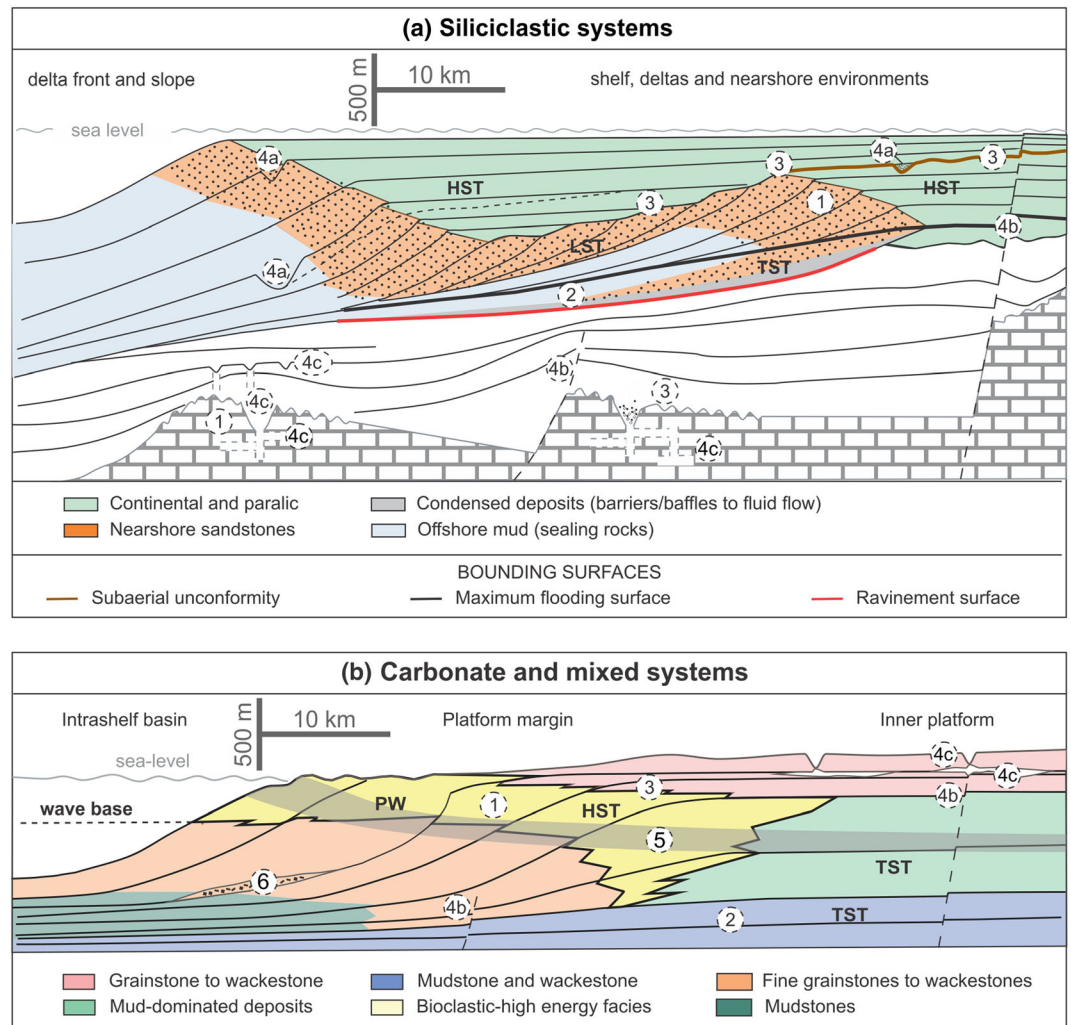 (a) Siliciclastic systems
delta front and slope
500 m
10 km
shelf, deltas and nearshore environments
sea level
4a
4a
3
3
HST
HST
3
1
LST
4b
4a
TST
2
4c
4b
3
4c
1
4c
4c
Continental and paralic
Condensed deposits (barriers/baffles to fluid flow)
Nearshore sandstones
Offshore mud (sealing rocks)
BOUNDING SURFACES
Subaerial unconformity
Maximum flooding surface
Ravinement surface
(b) Carbonate and mixed systems
Intrashelf basin
500 m
10 km
Platform margin
Inner platform
sea-level
4c
4c
3
4b
wave base
PW
1
HST
5
TST
6
4b
2
TST
Grainstone to wackestone
Mudstone and wackestone
Fine grainstones to wackestones
Mud-dominated deposits
Bioclastic-high energy facies
Mudstones